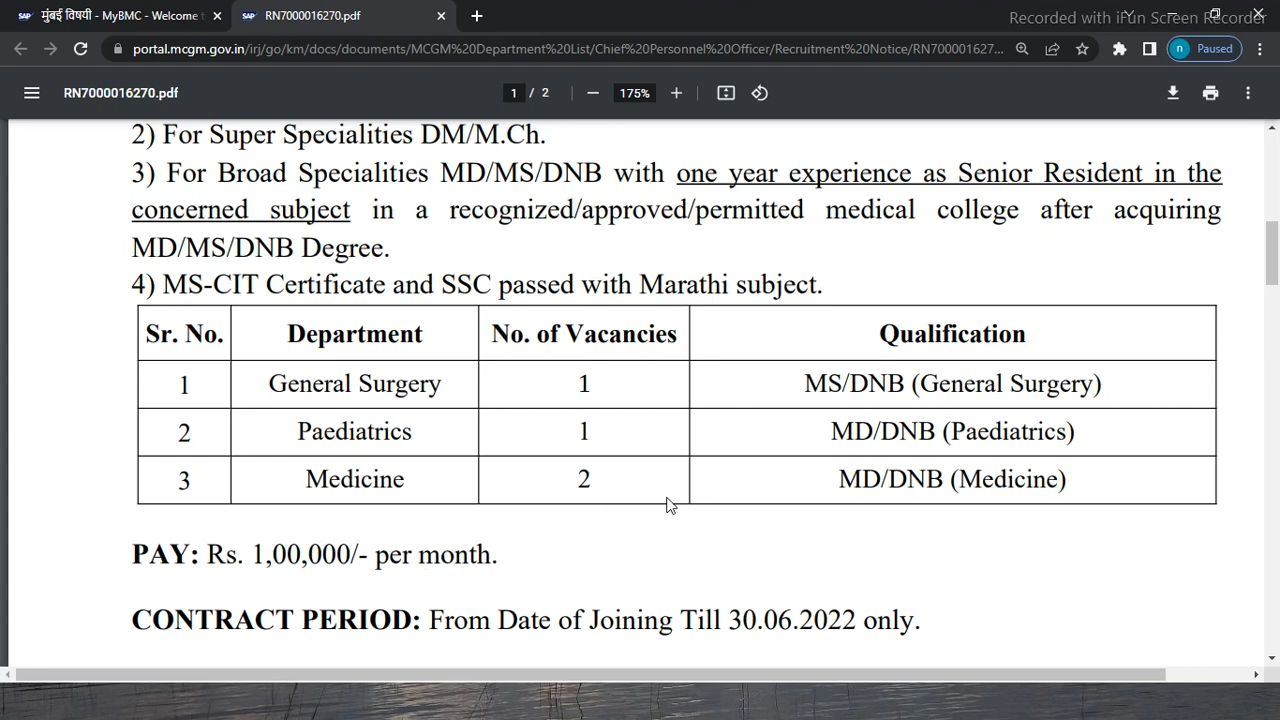 मुंबई विषयी - MyBMC - Welcome t
RN7000016270.pdf
Recorded with iFun Screen Recorder
portal.mcgm.gov.in/irj/go/km/docs/documents/MCGM%20Department%20List/Chief%20Personnel%20Officer/Recruitment%20Notice/RN700001627...
n Paused
RN7000016270.pdf
1 / 2
175%
2) For Super Specialities DM/M.Ch.
3) For Broad Specialities MD/MS/DNB with one year experience as Senior Resident in the
concerned subject in a recognized/approved/permitted medical college after acquiring
MD/MS/DNB Degree.
4) MS-CIT Certificate and SSC passed with Marathi subject.
Sr. No. Department No. of Vacancies Qualification
1 General Surgery 1 MS/DNB (General Surgery)
2 Paediatrics 1 MD/DNB (Paediatrics)
3 Medicine 2 MD/DNB (Medicine)
PAY: Rs. 1,00,000/- per month.
CONTRACT PERIOD: From Date of Joining Till 30.06.2022 only.